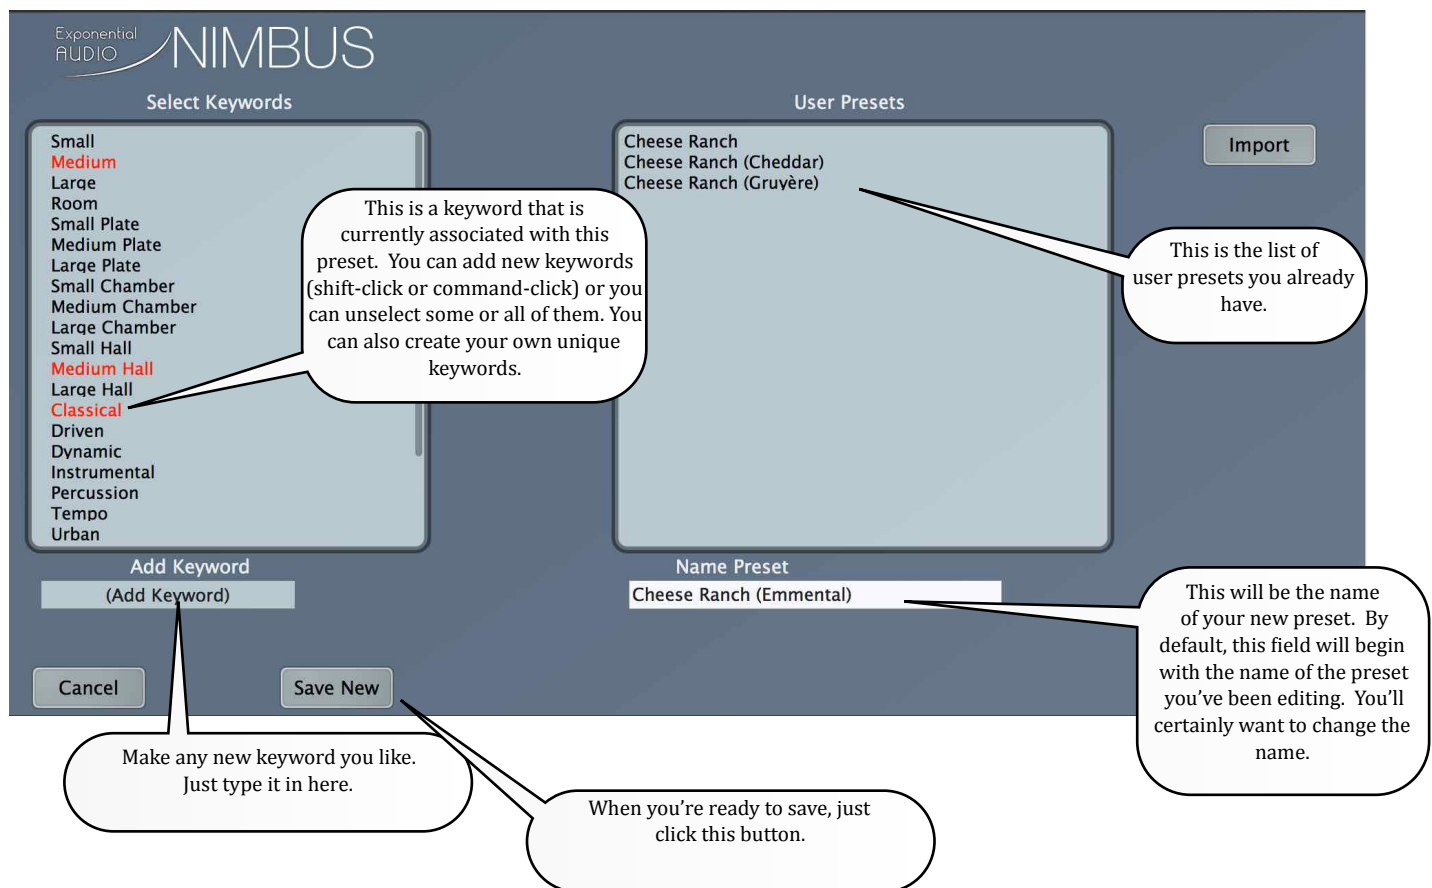 Exponential
AUDIO
NIMBUS
Select Keywords
Small
Medium
Large
Room
Small Plate
Medium Plate
Large Plate
Small Chamber
Medium Chamber
Large Chamber
Small Hall
Medium Hall
Large Hall
Classical
Driven
Dynamic
Instrumental
Percussion
Tempo
Urban
This is a keyword that is
currently associated with this
preset. You can add new keywords
(shift-click or command-click) or you
can unselect some or all of them. You
can also create your own unique
keywords.
User Presets
Cheese Ranch
Cheese Ranch (Cheddar)
Cheese Ranch (Gruyère)
Import
This is the list of
user presets you already
have.
Add Keyword
(Add Keyword)
Name Preset
Cheese Ranch (Emmental)
This will be the name
of your new preset. By
default, this field will begin
with the name of the preset
you’ve been editing. You’ll
certainly want to change the
name.
Cancel
Save New
Make any new keyword you like.
Just type it in here.
When you’re ready to save, just
click this button.